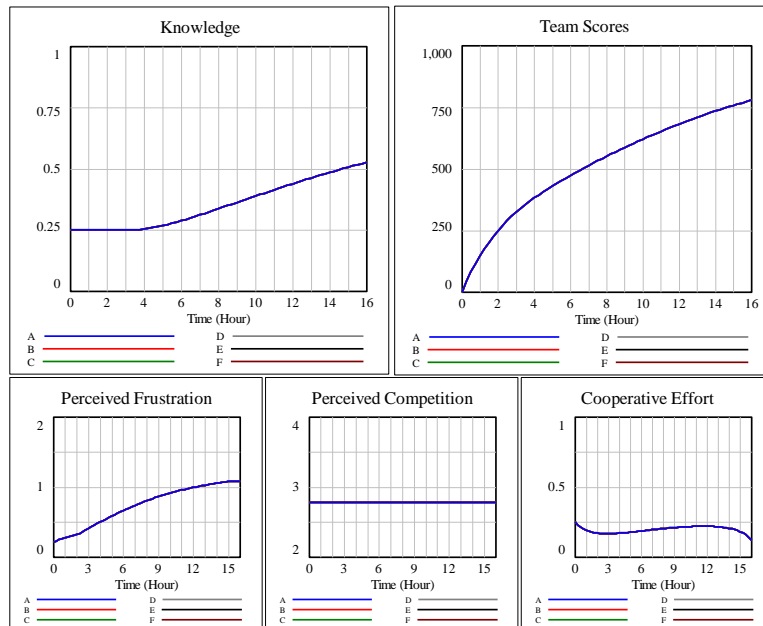 Knowledge
1
0.75
0.5
0.25
0
0 2 4 6 8 10 12 14 16
Time (Hour)
A D
B E
C F
Team Scores
1,000
750
500
250
0
0 2 4 6 8 10 12 14 16
Time (Hour)
A D
B E
C F
Perceived Frustration
2
1
0
0 3 6 9 12 15
Time (Hour)
A D
B E
C F
Perceived Competition
4
3
2
0 3 6 9 12 15
Time (Hour)
A D
B E
C F
Cooperative Effort
1
0.5
0
0 3 6 9 12 15
Time (Hour)
A D
B E
C F